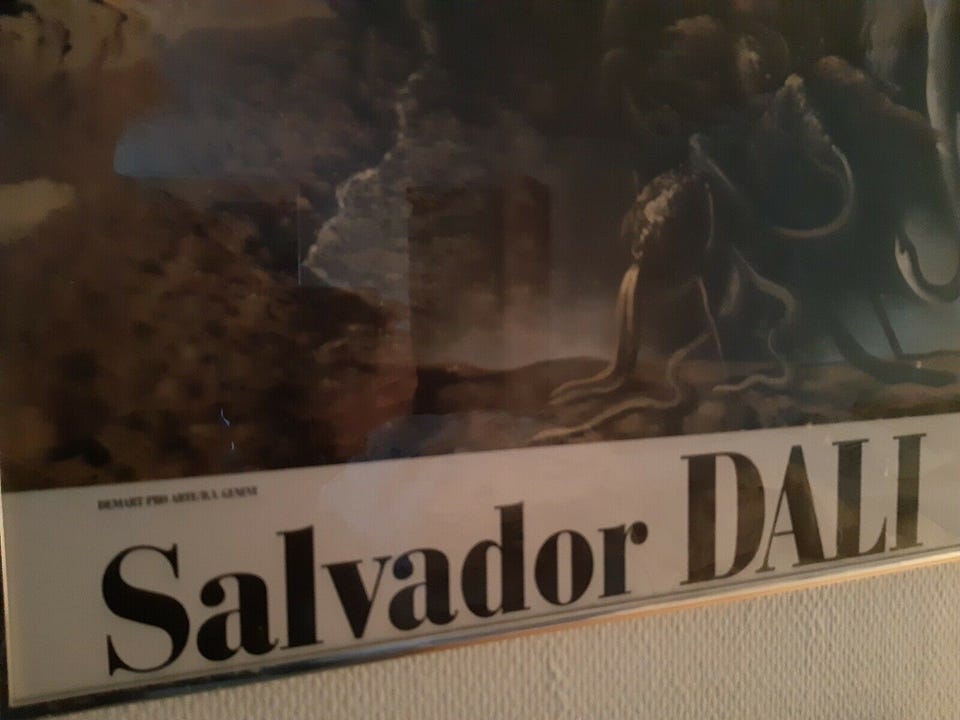 DEMART PRO ARTE/B.V. GENEVE
Salvador DALI